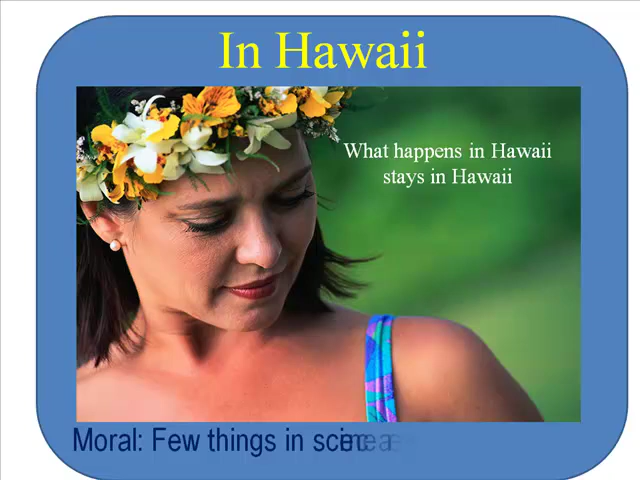 In Hawaii
What happens in Hawaii
stays in Hawaii
Moral: Few things in